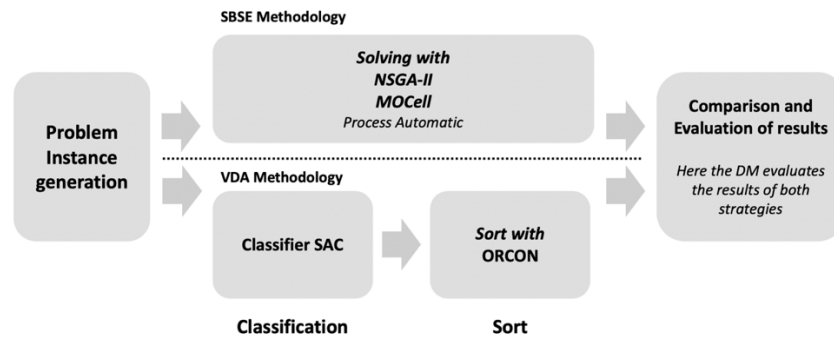 SBSE Methodology
Solving with
NSGA-II
MOCell
Process Automatic
Problem
Instance
generation
Comparison and
Evaluation of results
Here the DM evaluates
the results of both
strategies
VDA Methodology
Classifier SAC
Sort with
ORCON
Classification
Sort